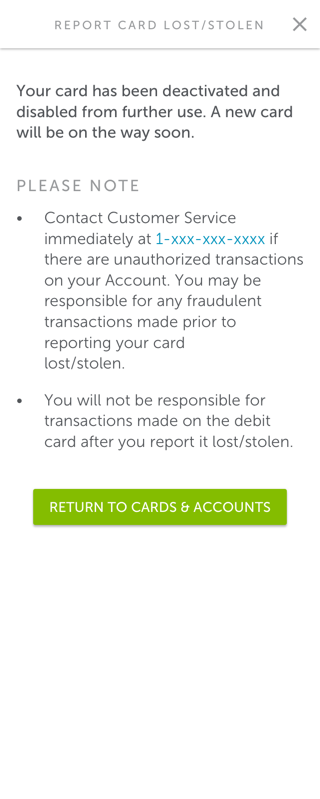 REPORT CARD LOST/STOLEN
Your card has been deactivated and
disabled from further use. A new card
will be on the way soon.
PLEASE NOTE
• Contact Customer Service
immediately at 1-xxx-xxx-xxxx if
there are unauthorized transactions
on your Account. You may be
responsible for any fraudulent
transactions made prior to
reporting your card
lost/stolen.
• You will not be responsible for
transactions made on the debit
card after you report it lost/stolen.
RETURN TO CARDS & ACCOUNTS